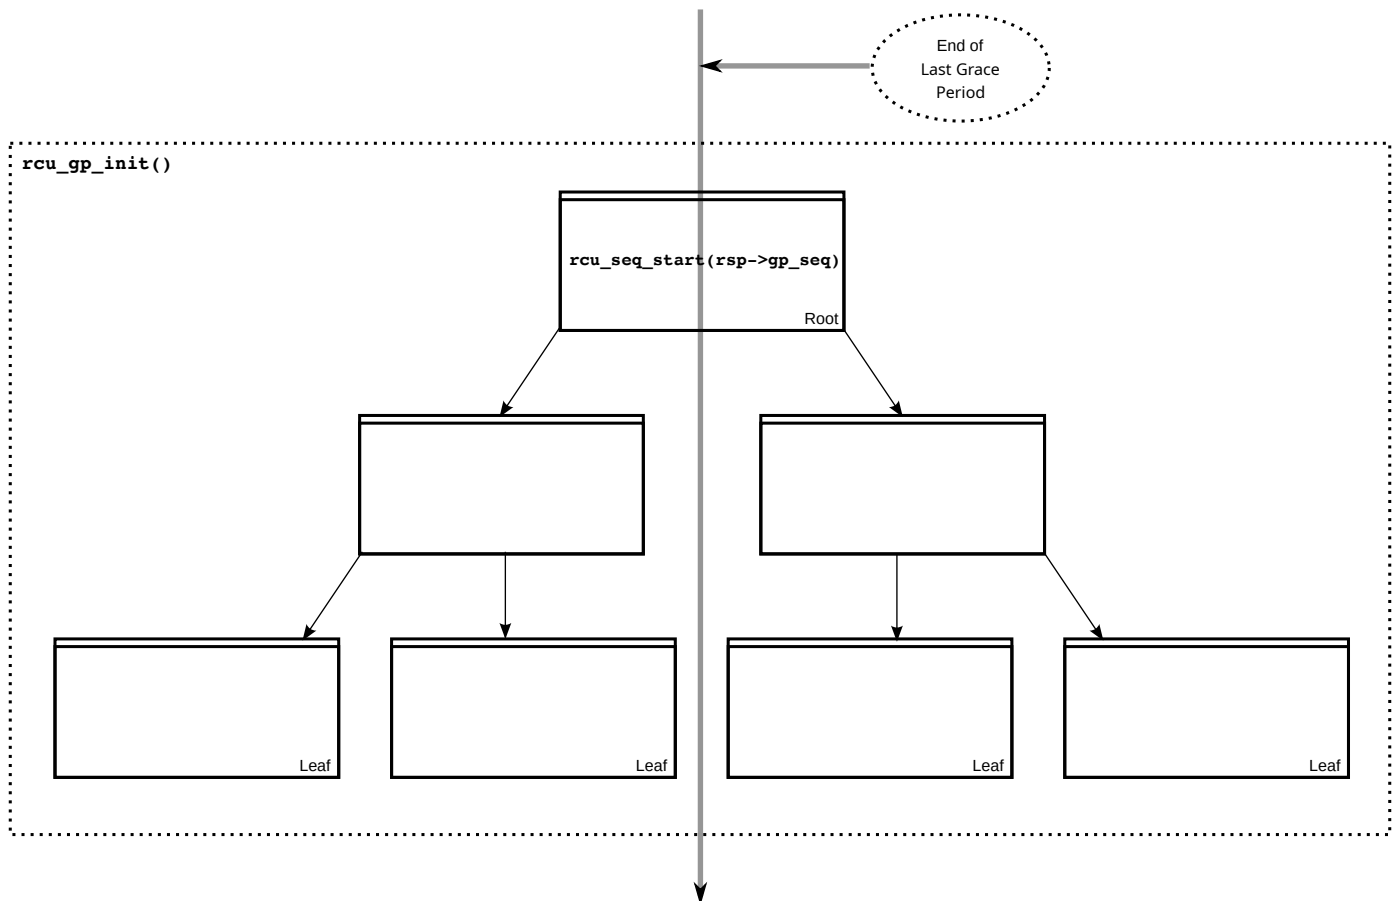 End of
Last Grace
Period
rcu_gp_init()
rcu_seq_start(rsp->gp_seq)
Root
Leaf
Leaf
Leaf
Leaf